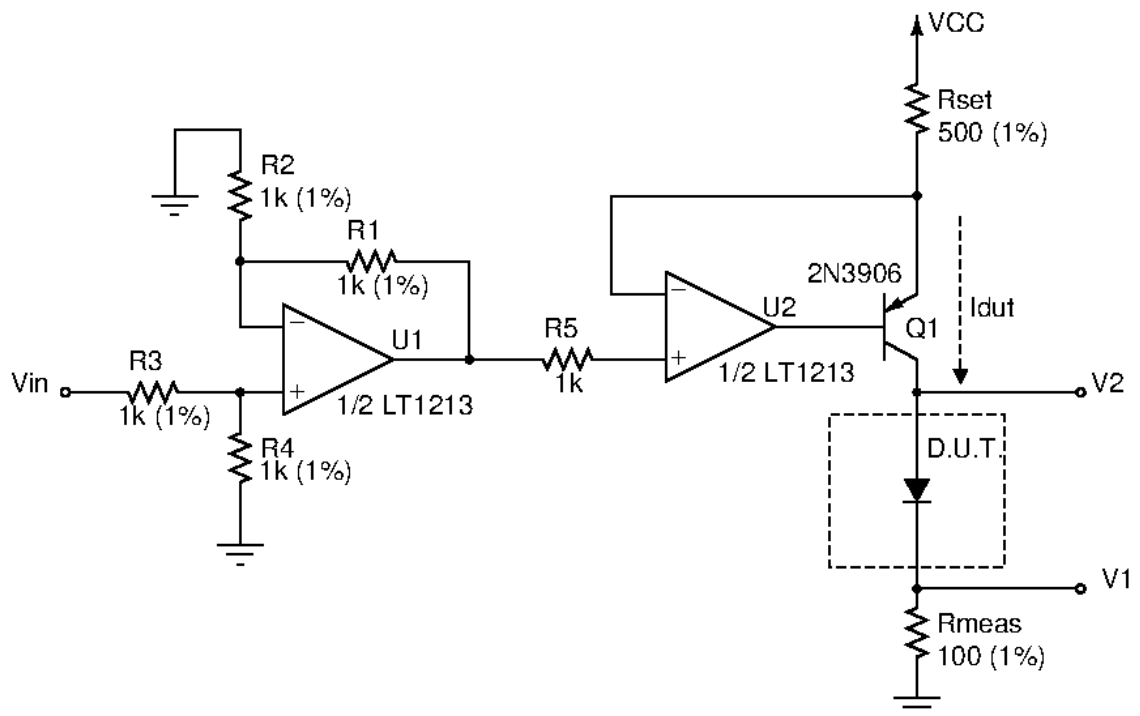 VCC
Rset
500 (1%)
R2
1k (1%)
R1
1k (1%)
2N3906
Idut
U2
Q1
U1
R5
1k
−
+
1/2 LT1213
−
+
1/2 LT1213
R3
Vin
1k (1%)
V2
R4
1k (1%)
D.U.T.
V1
Rmeas
100 (1%)